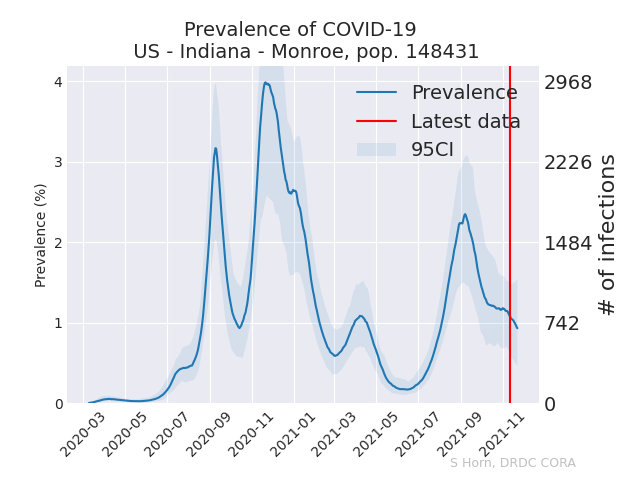 Prevalence of COVID-19
US - Indiana - Monroe, pop. 148431
Prevalence
Latest data
95CI
Prevalence (%)
4
3
2
1
0
2968
2226
1484
742
0
# of infections
2020-03
2020-05
2020-07
2020-09
2020-11
2021-01
2021-03
2021-05
2021-07
2021-09
2021-11
S Horn, DRDC CORA